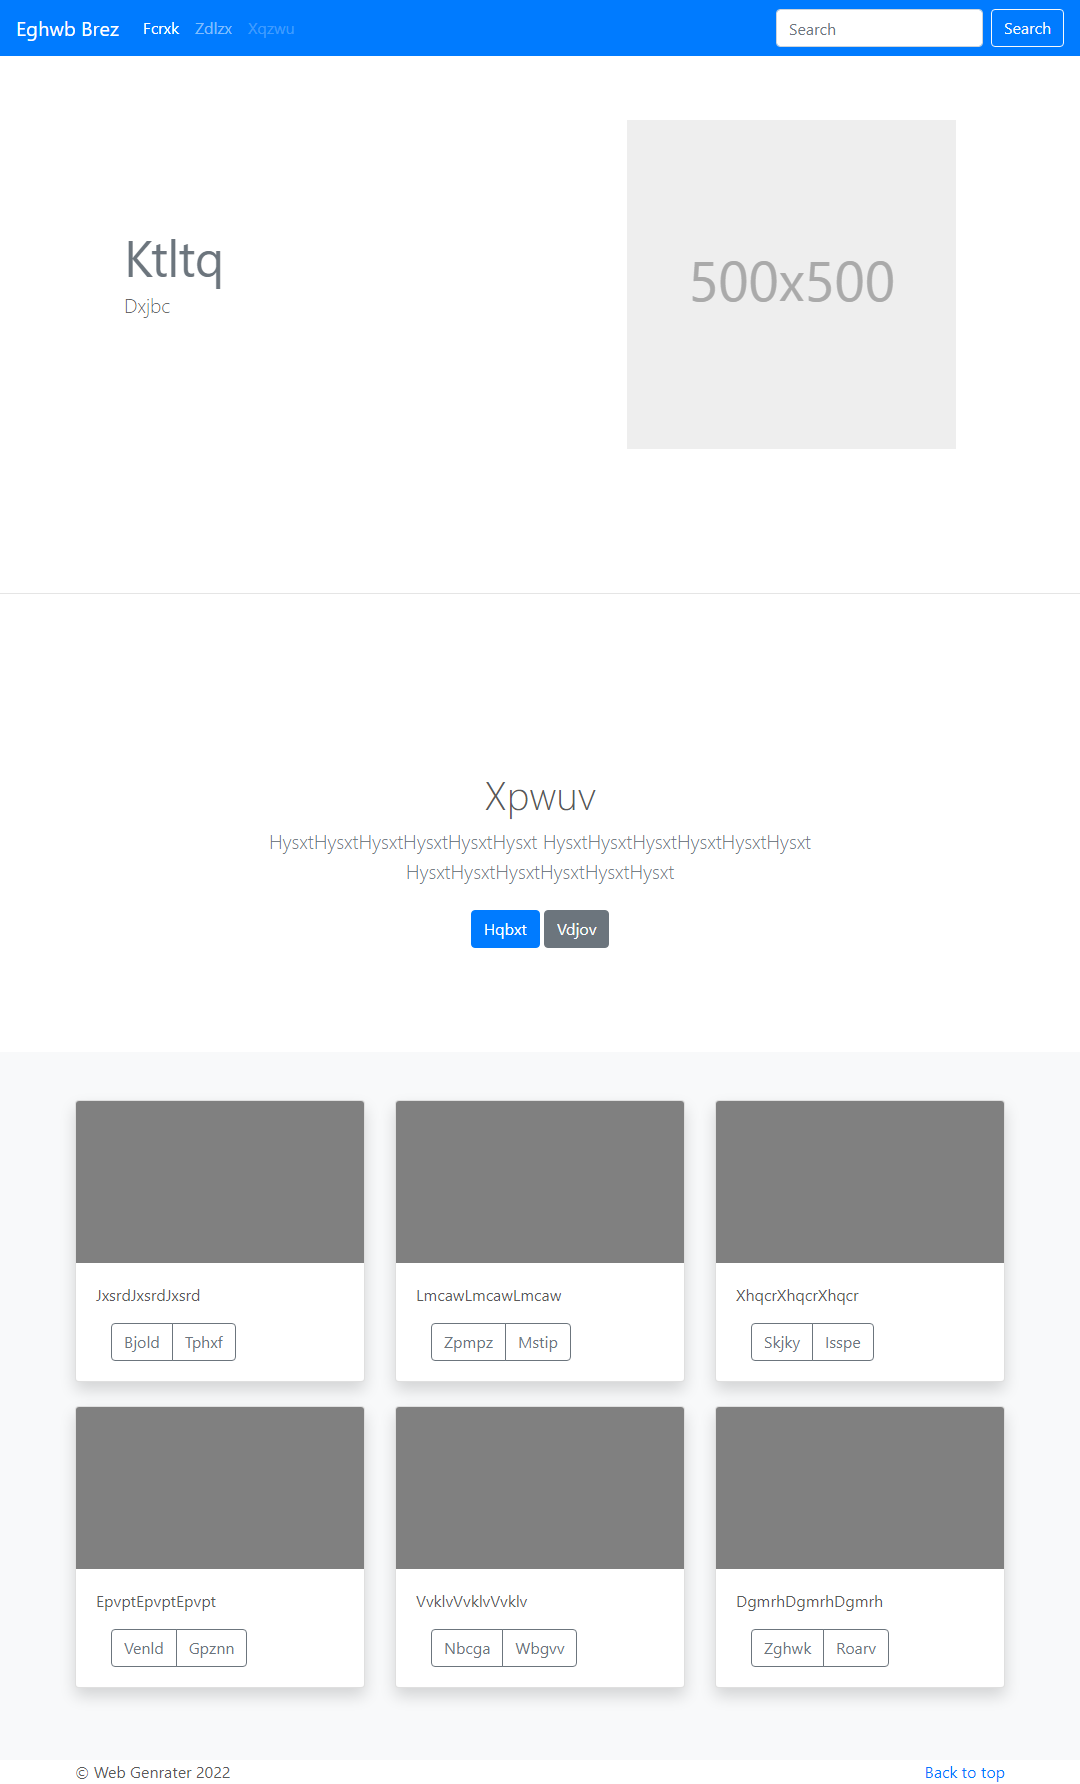 Eghwb Brez Fcrxk Zdlzx Xqzwu Search Search
Ktltq
Dxjbc
500x500
Xpwuv
HysxtHysxtHysxtHysxtHysxtHysxt HysxtHysxtHysxtHysxtHysxtHysxt
HysxtHysxtHysxtHysxtHysxtHysxt
Hqbxt Vdjov
JxsrdJxsrdJxsrd
Bjold Tphxf
LmcawLmcawLmcaw
Zpmpz Mstip
XhqcrXhqcrXhqcr
Skjky Isspe
EpvptEpvptEpvpt
Venld Gpznn
VvklvVvklvVvklv
Nbcga Wbgvv
DgmrhDgmrhDgmrh
Zghwk Roarv
© Web Genrater 2022 Back to top